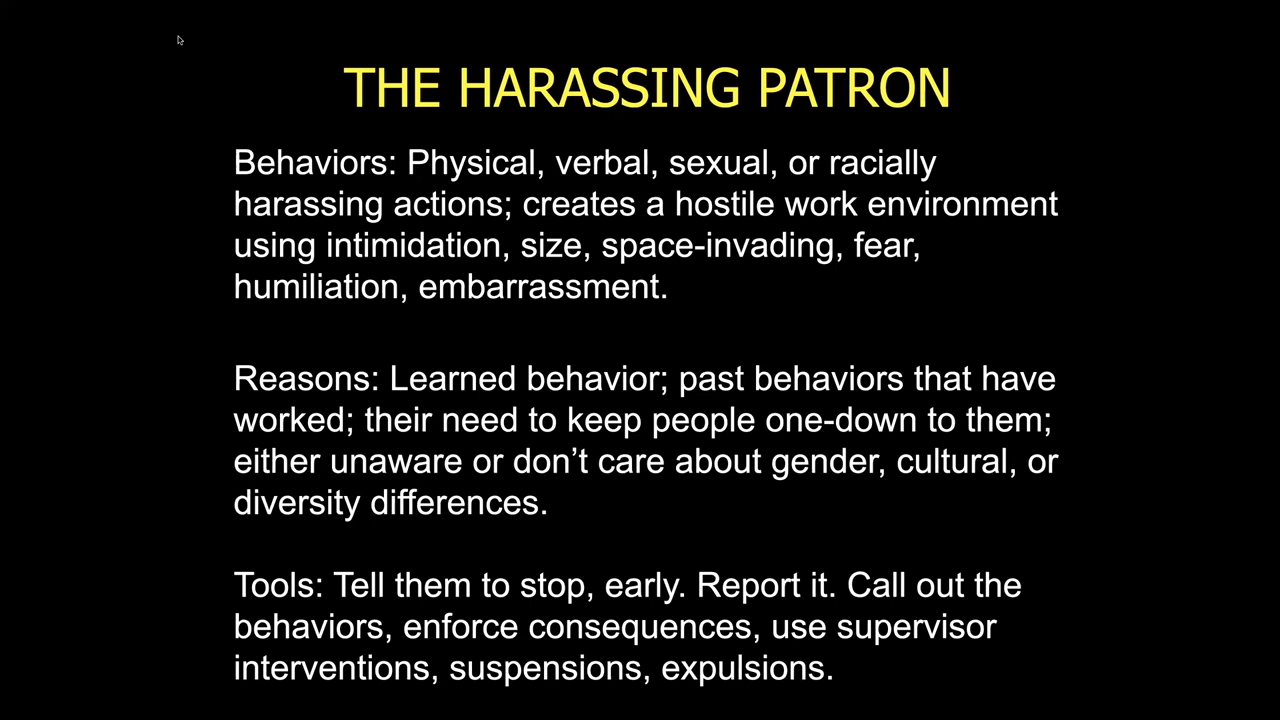 THE HARASSING PATRON
Behaviors: Physical, verbal, sexual, or racially
harassing actions; creates a hostile work environment
using intimidation, size, space-invading, fear,
humiliation, embarrassment.
Reasons: Learned behavior; past behaviors that have
worked; their need to keep people one-down to them;
either unaware or don’t care about gender, cultural, or
diversity differences.
Tools: Tell them to stop, early. Report it. Call out the
behaviors, enforce consequences, use supervisor
interventions, suspensions, expulsions.